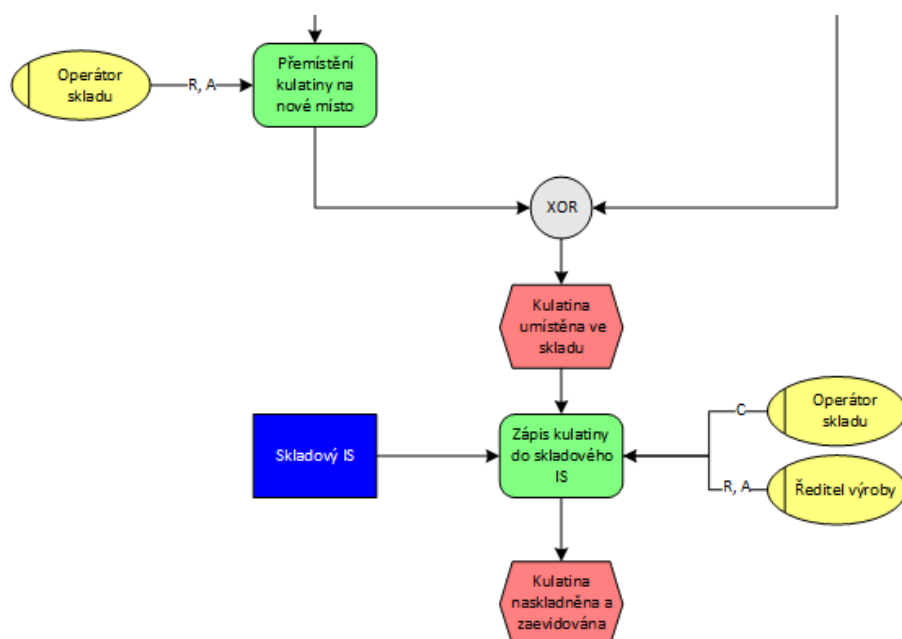 Operátor
skladu
R, A
Přemístění
kulatiny na
nové místo
XOR
Kulatina
umístěna ve
skladu
Skladový IS
Zápis kulatiny
do skladového
IS
C
Operátor
skladu
R, A
Ředitel výroby
Kulatina
naskladněna a
zaevidována